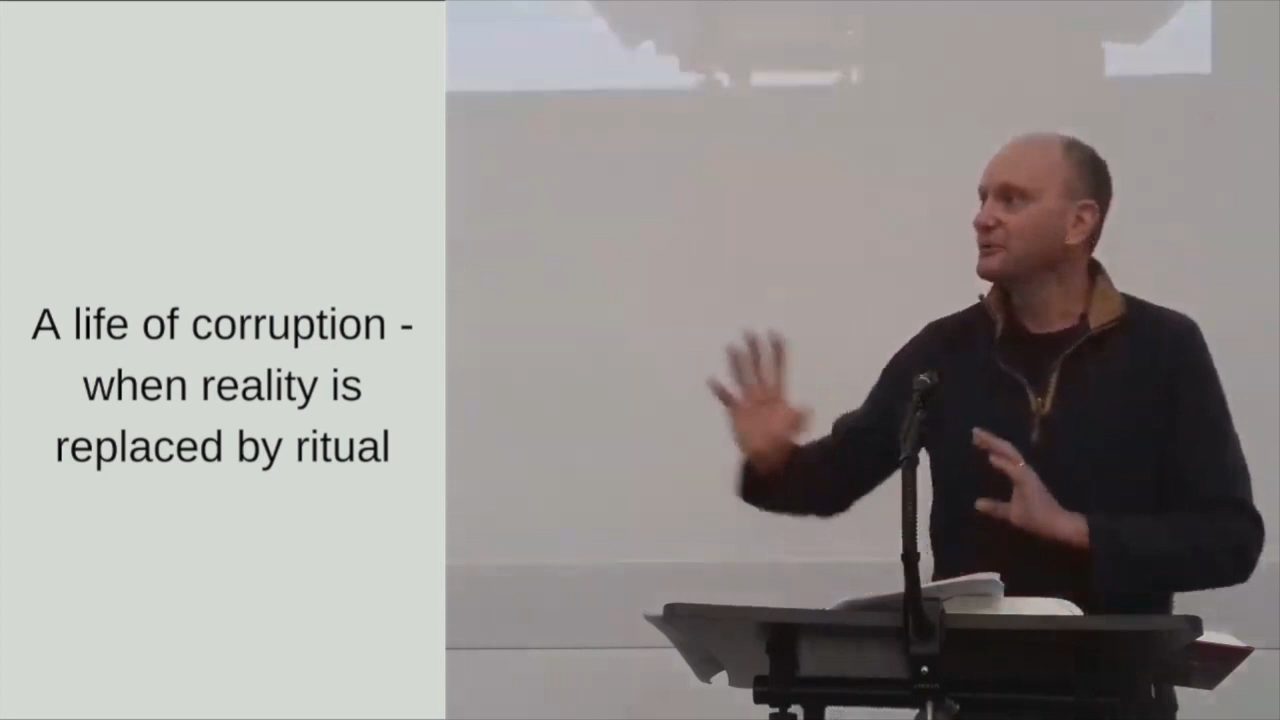 A life of corruption -
when reality is
replaced by ritual